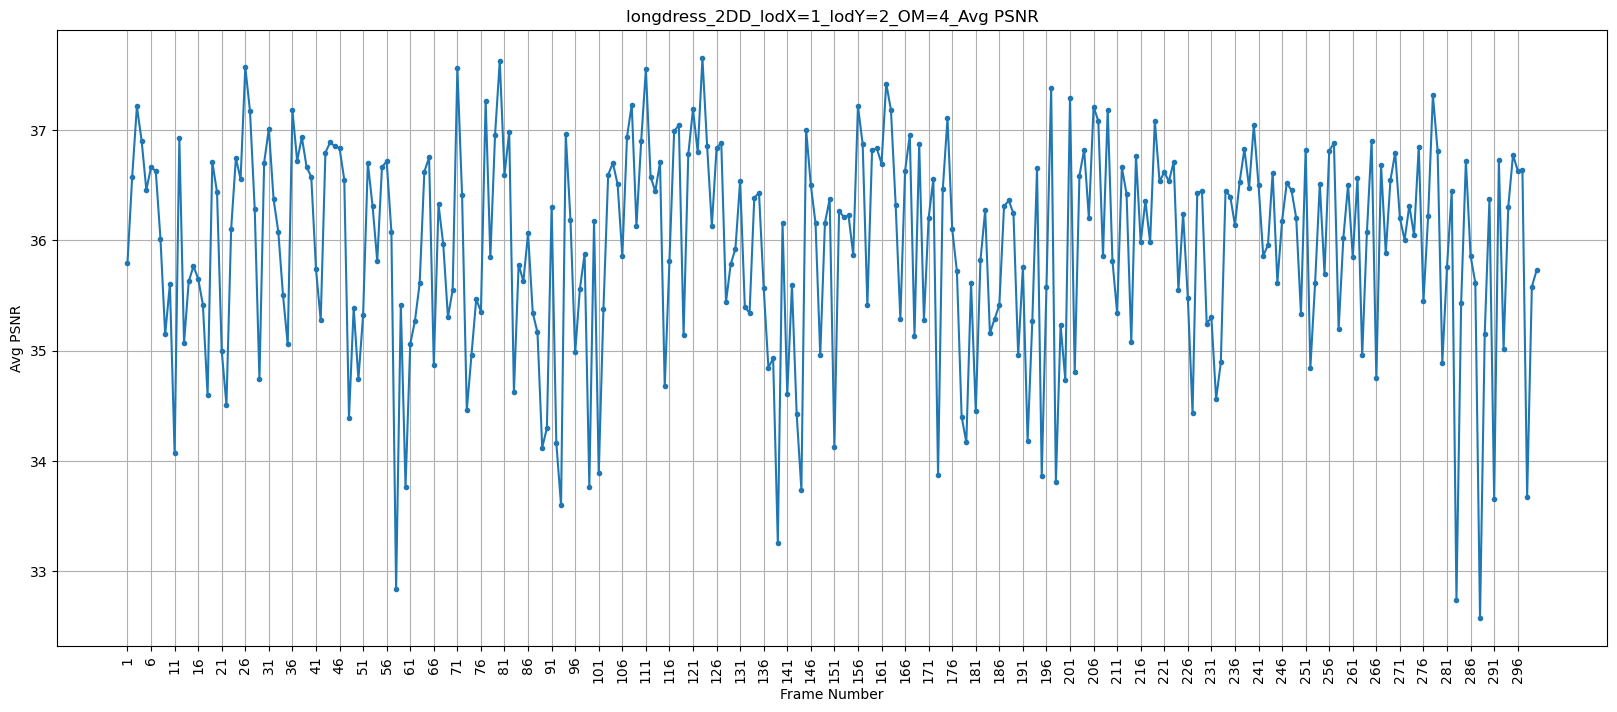 longdress_2DD_lodX=1_lodY=2_OM=4_Avg PSNR
Avg PSNR
37
36
35
34
33
1 6 11 16 21 26 31 36 41 46 51 56 61 66 71 76 81 86 91 96 101 106 111 116 121 126 131 136 141 146 151 156 161 166 171 176 181 186 191 196 201 206 211 216 221 226 231 236 241 246 251 256 261 266 271 276 281 286 291 296
Frame Number